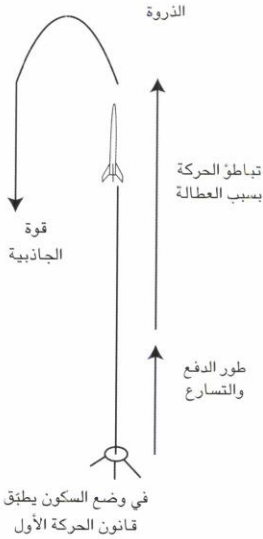 الذروة
تباطؤ الحركة
بسبب العطالة
قوة
الجاذبية
طور الدفع
والتسارع
في وضع السكون يطبّق
قانون الحركة الأول